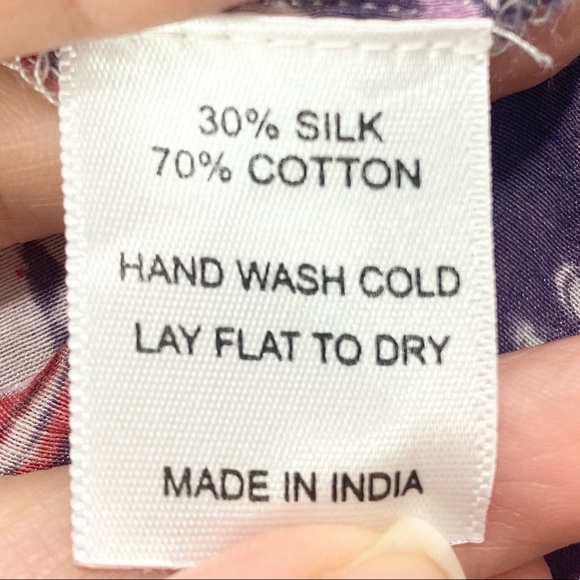 30% SILK
70% COTTON
HAND WASH COLD
LAY FLAT TO DRY
MADE IN INDIA